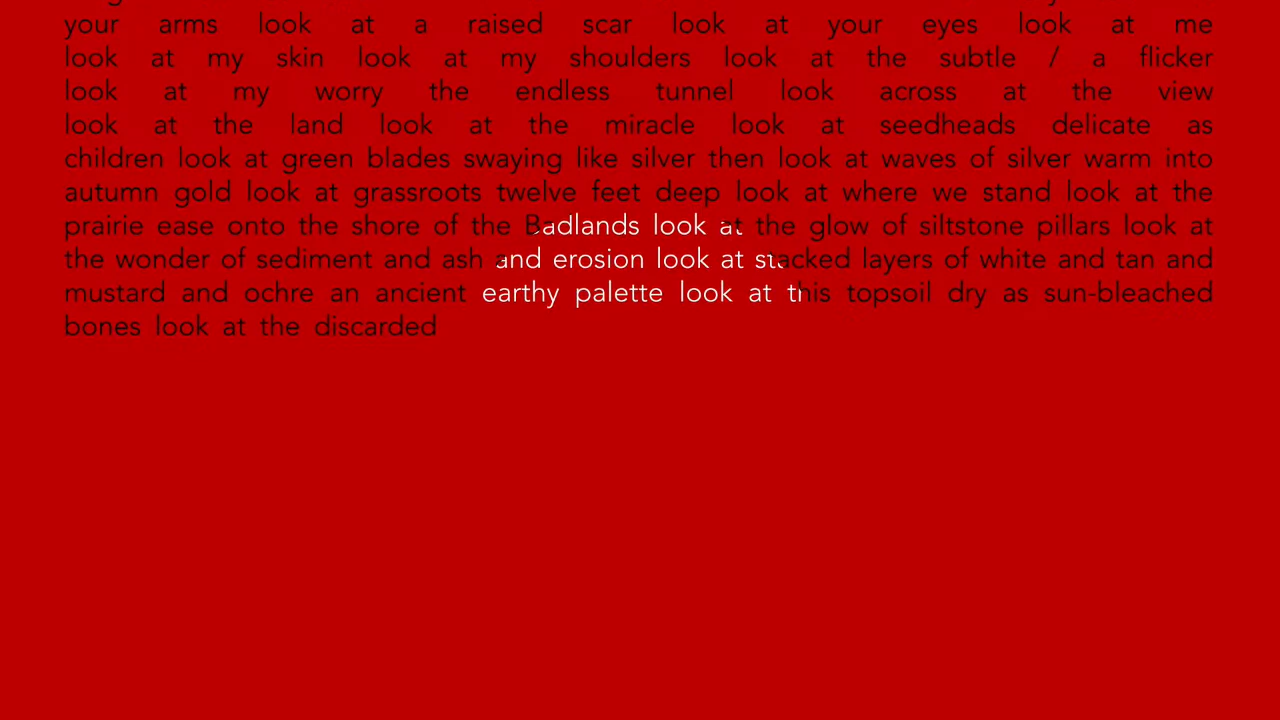 your arms look at a raised scar look at your eyes look at me
look at my skin look at my shoulders look at the subtle / a flicker
look at my worry the endless tunnel look across at the view
look at the land look at the miracle look at seedheads delicate as
children look at green blades swaying like silver then look at waves of silver warm into
autumn gold look at grassroots twelve feet deep look at where we stand look at the
prairie ease onto the shore of the Badlands look at the glow of siltstone pillars look at
the wonder of sediment and ash and erosion look at stacked layers of white and tan and
mustard and ochre an ancient earthy palette look at this topsoil dry as sun-bleached
bones look at the discarded